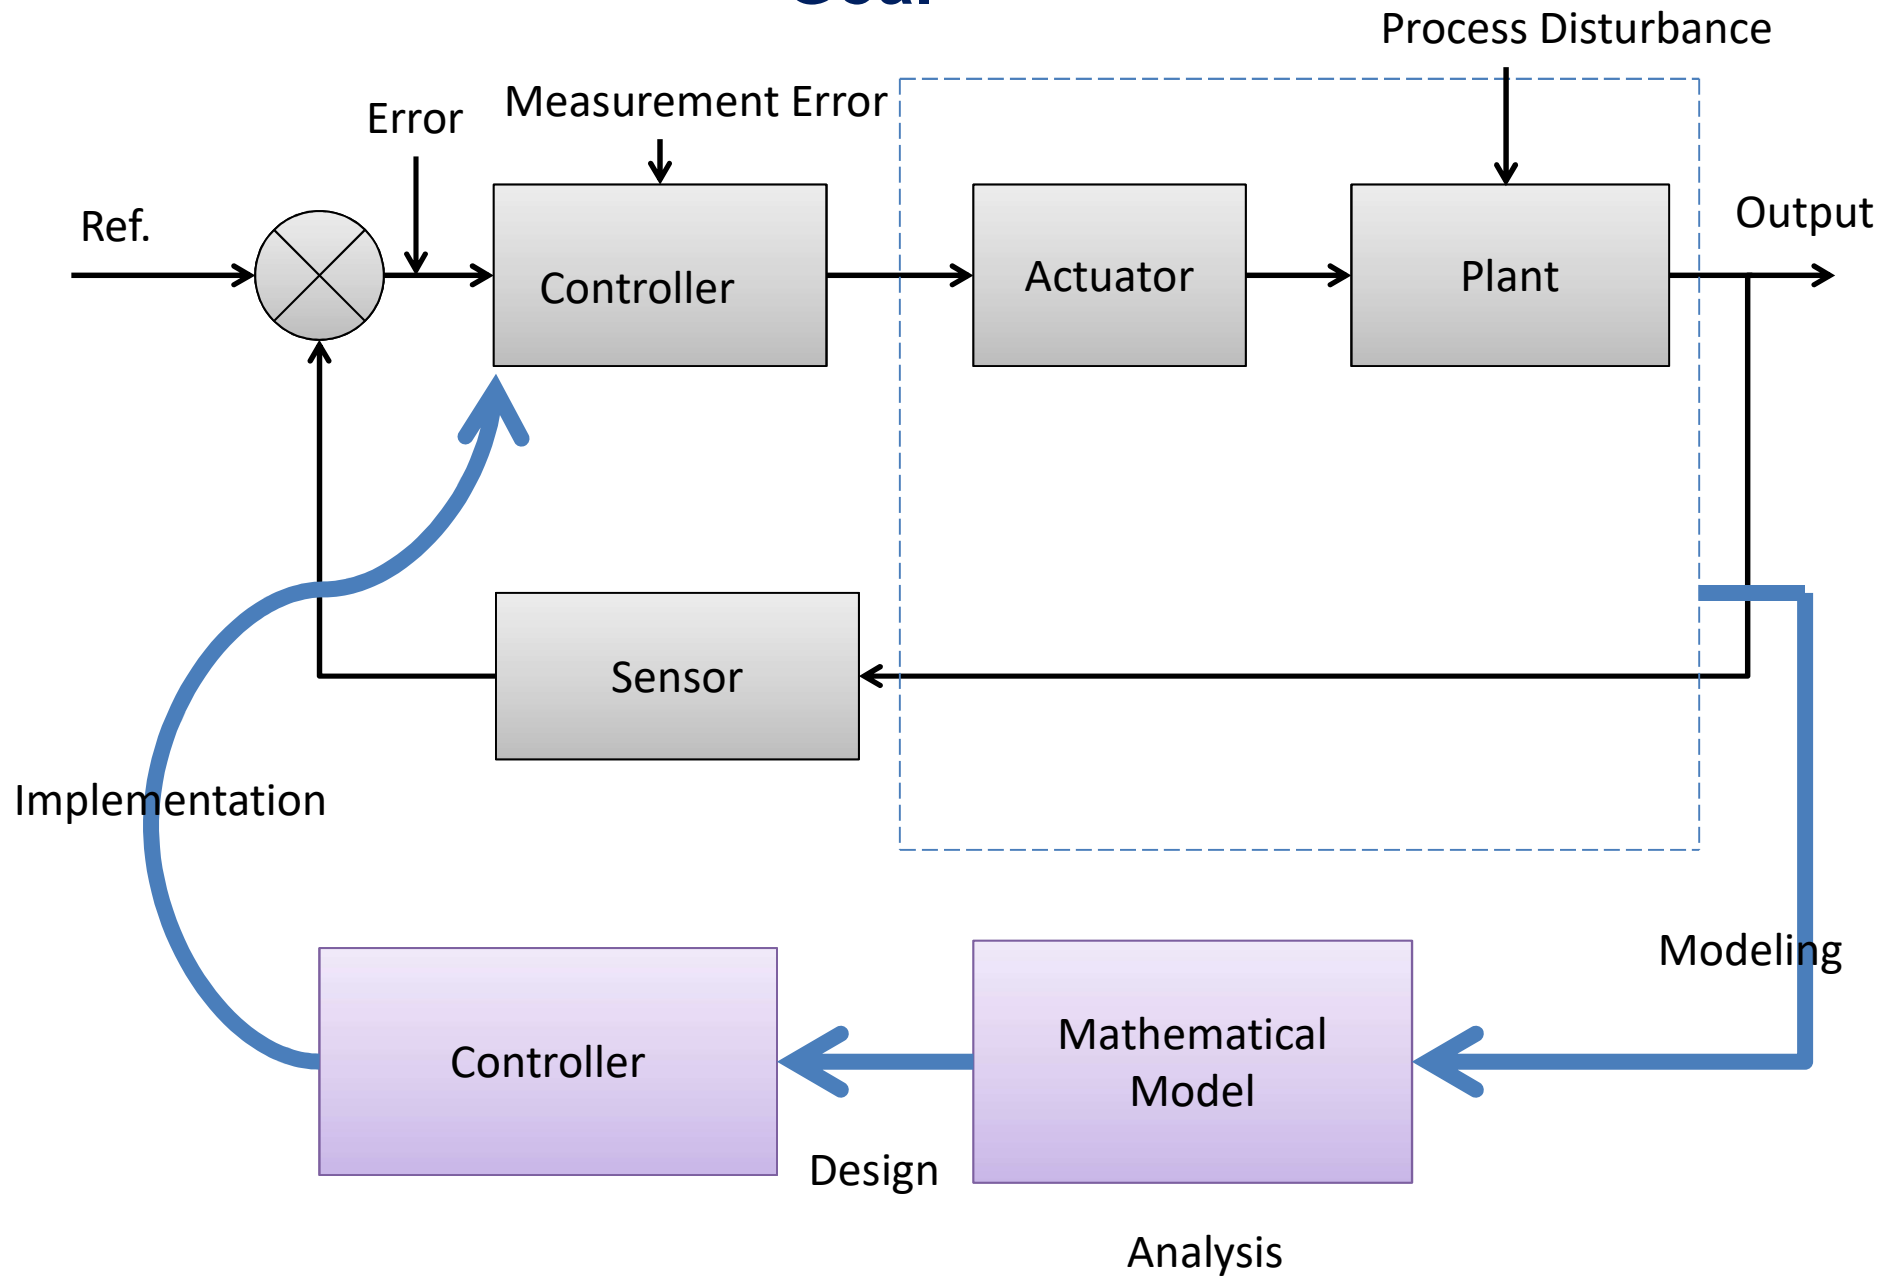 Process Disturbance
Measurement Error
Error
Ref.
Output
Controller
Actuator
Plant
Sensor
Implementation
Modeling
Controller
Mathematical
Model
Design
Analysis